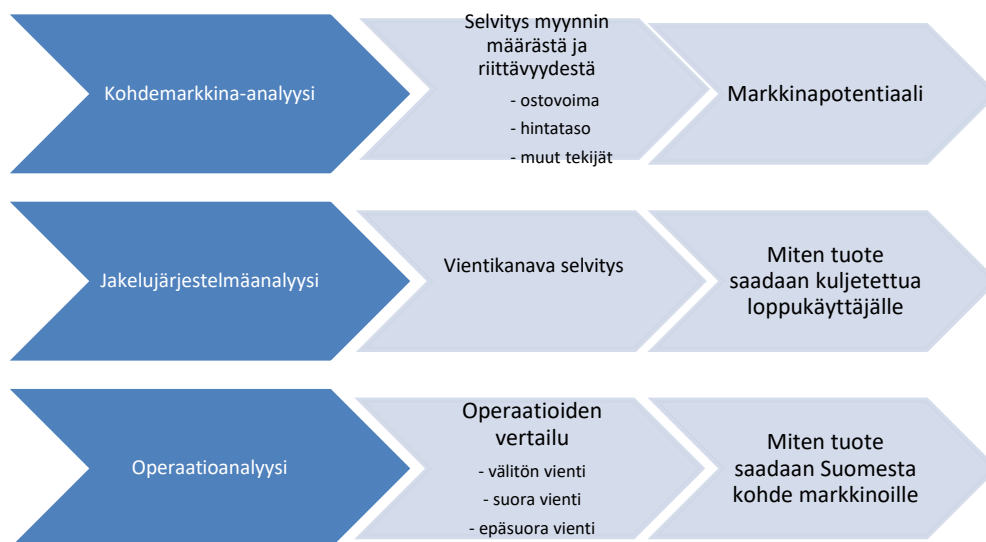 Kohdemarkkina-analyysi
Selvitys myynnin
määrästä ja
riittävyydestä
- ostovoima
- hintataso
- muut tekijät
Markkinapotentiaali
Jakelujärjestelmäanalyysi
Vientikanava selvitys
Miten tuote
saadaan kuljetettua
loppukäyttäjälle
Operaatioanalyysi
Operaatioiden
vertailu
- välitön vienti
- suora vienti
- epäsuora vienti
Miten tuote
saadaan Suomesta
kohde markkinoille